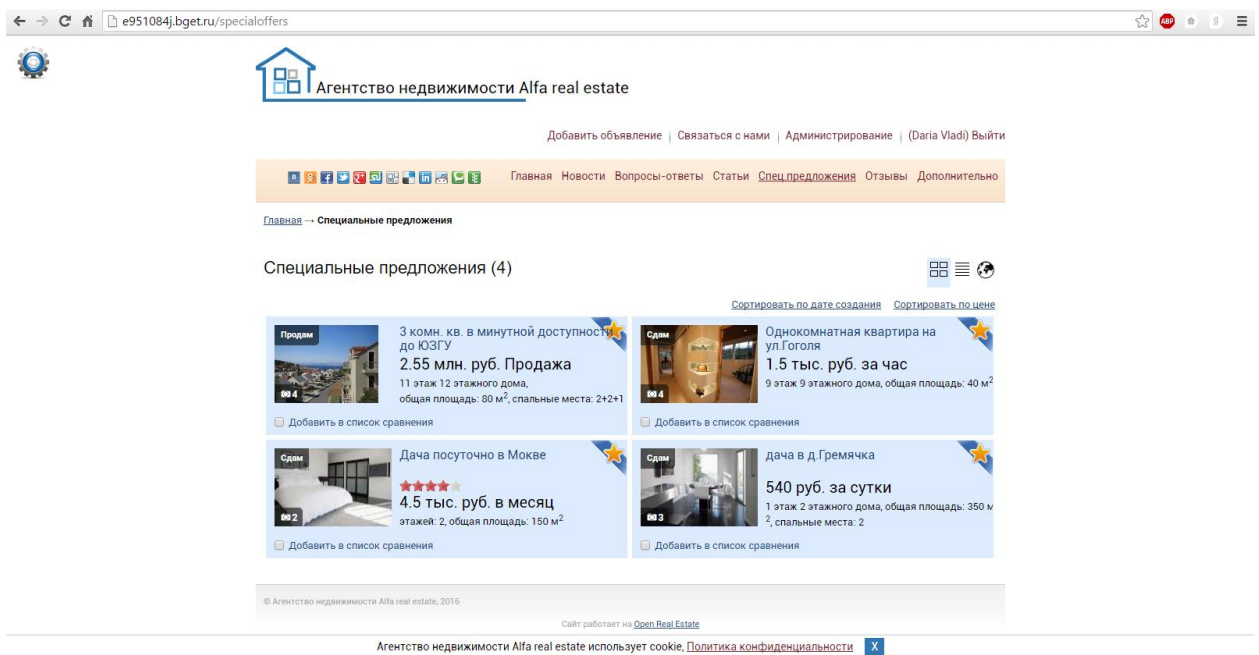 e951084j.bget.ru/specialoffers
ABP
Агентство недвижимости Alfa real estate
Добавить объявление | Связаться с нами | Администрирование | (Daria Vladi) Выйти
Главная Новости Вопросы-ответы Статьи Спец.предложения Отзывы Дополнительно
Главная → Специальные предложения
Специальные предложения (4)
Сортировать по дате создания Сортировать по цене
Продам
4
3 комн. кв. в минутной доступности
до ЮЗГУ
2.55 млн. руб. Продажа
11 этаж 12 этажного дома,
общая площадь: 80 м², спальные места: 2+2+1
Добавить в список сравнения
Сдам
4
Однокомнатная квартира на
ул.Гоголя
1.5 тыс. руб. за час
9 этаж 9 этажного дома, общая площадь: 40 м²
Добавить в список сравнения
Сдам
2
Дача посуточно в Мокве
4.5 тыс. руб. в месяц
этажей: 2, общая площадь: 150 м²
Добавить в список сравнения
Сдам
3
дача в д.Гремячка
540 руб. за сутки
1 этаж 2 этажного дома, общая площадь: 350 м
², спальные места: 2
Добавить в список сравнения
© Агентство недвижимости Alfa real estate, 2016
Сайт работает на Open Real Estate
Агентство недвижимости Alfa real estate использует cookie, Политика конфиденциальности X